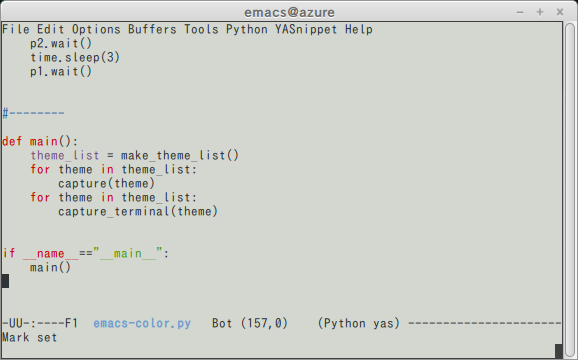 emacs@azure
File Edit Options Buffers Tools Python YASnippet Help
    p2.wait()
    time.sleep(3)
    p1.wait()
#--------
def main():
    theme_list = make_theme_list()
    for theme in theme_list:
        capture(theme)
    for theme in theme_list:
        capture_terminal(theme)
if __name__=="__main__":
    main()
-UU-:----F1  emacs-color.py   Bot (157,0)    (Python yas) ----------------------
Mark set